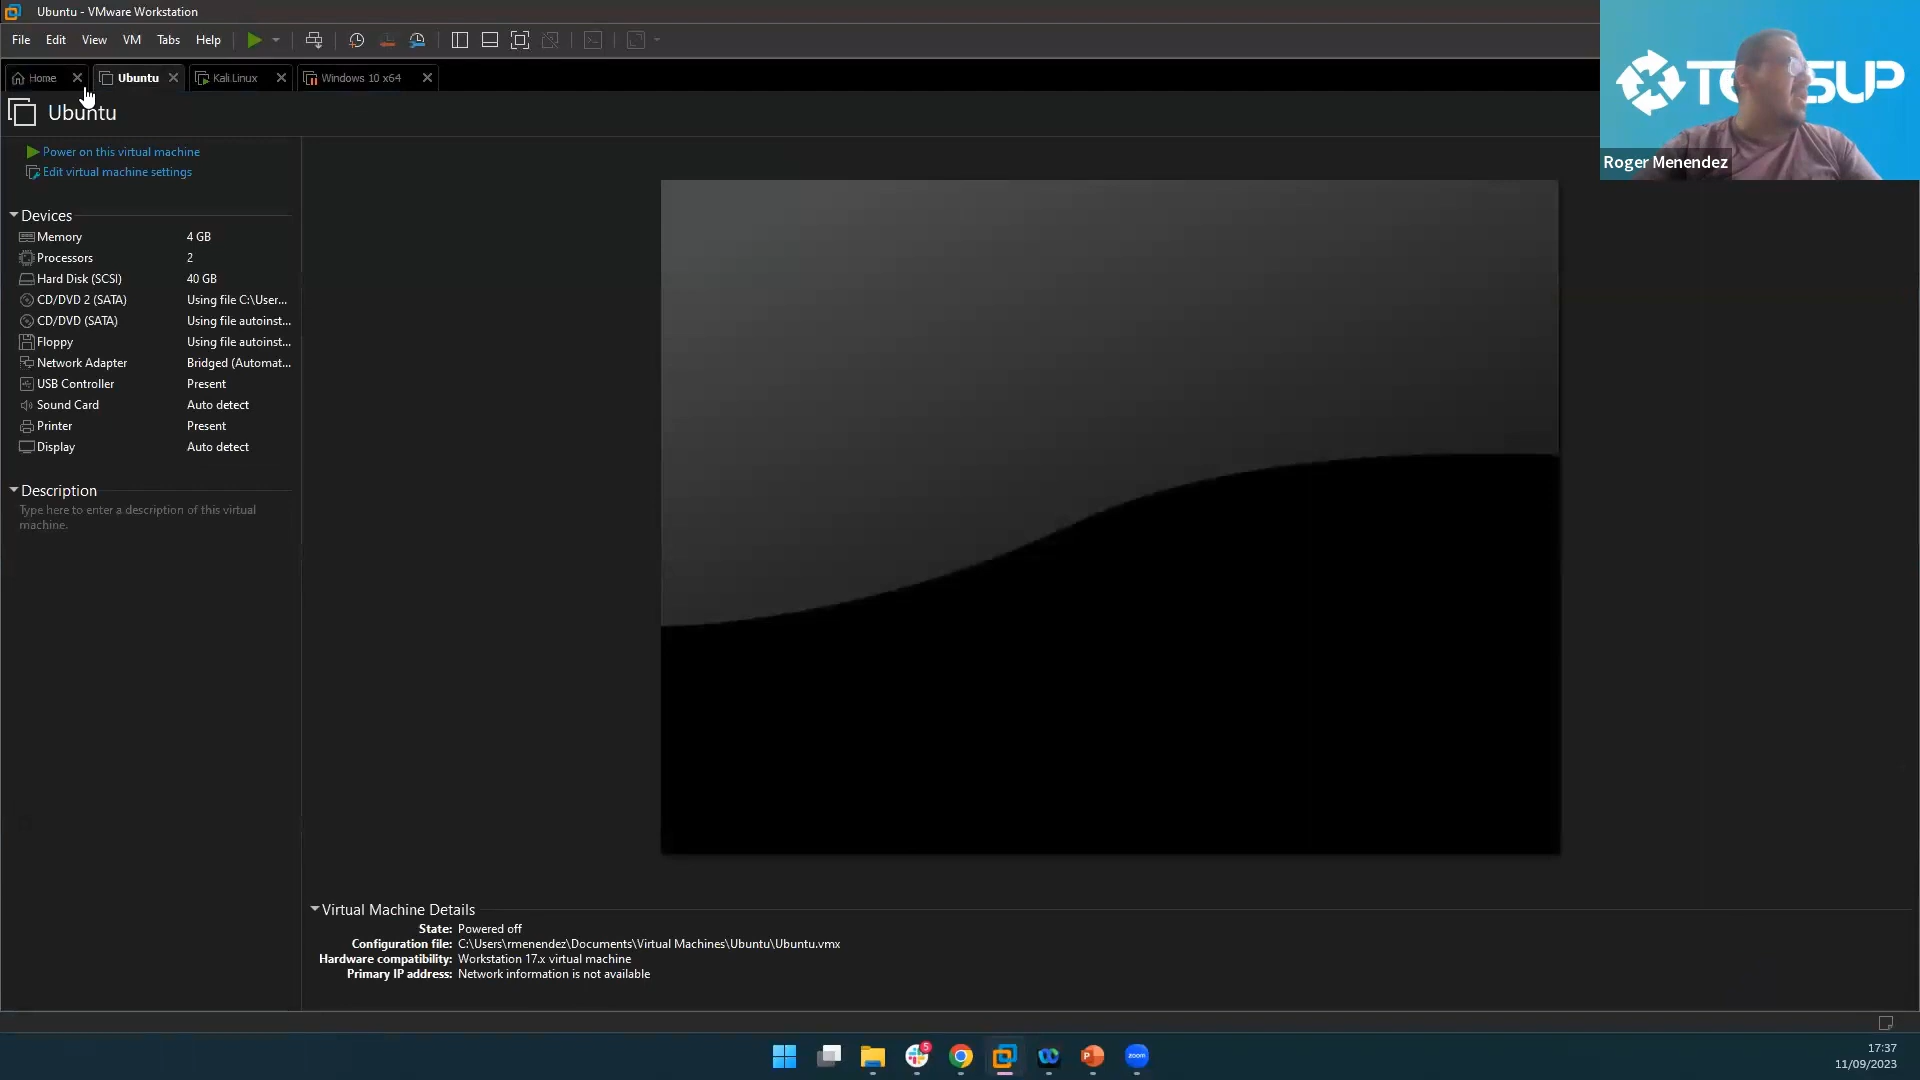 Ubuntu - VMware Workstation
File Edit View VM Tabs Help
Home Ubuntu Kali Linux Windows 10 x64
Ubuntu
Power on this virtual machine
Edit virtual machine settings
Devices
Memory 4 GB
Processors 2
Hard Disk (SCSI) 40 GB
CD/DVD 2 (SATA) Using file C:\User...
CD/DVD (SATA) Using file autoinst...
Floppy Using file autoinst...
Network Adapter Bridged (Automat...
USB Controller Present
Sound Card Auto detect
Printer Present
Display Auto detect
Description
Type here to enter a description of this virtual
machine.
Roger Menendez
Virtual Machine Details
State: Powered off
Configuration file: C:\Users\rmenendez\Documents\Virtual Machines\Ubuntu\Ubuntu.vmx
Hardware compatibility: Workstation 17.x virtual machine
Primary IP address: Network information is not available
5
zoom
17:37
11/09/2023